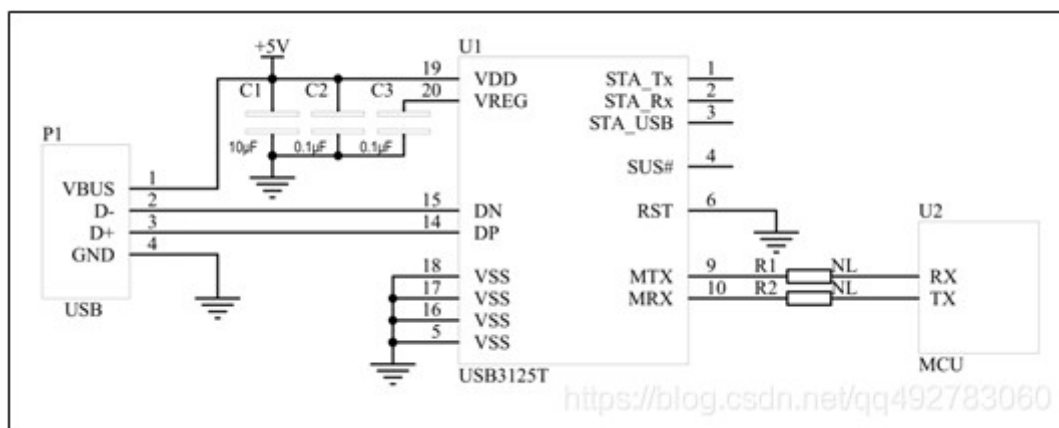 +5V
U1
C1 C2 C3
19 VDD STA_Tx 1
20 VREG STA_Rx 2
STA_USB 3
10μF 0.1μF 0.1μF
P1
SUS# 4
VBUS 1
D- 2 15 DN RST 6
D+ 3 14 DP
GND 4
U2
18 VSS MTX 9 R1 NL RX
17 VSS MRX 10 R2 NL TX
16 VSS
5 VSS
USB
USB3125T
MCU
https://blog.csdn.net/qq492783060